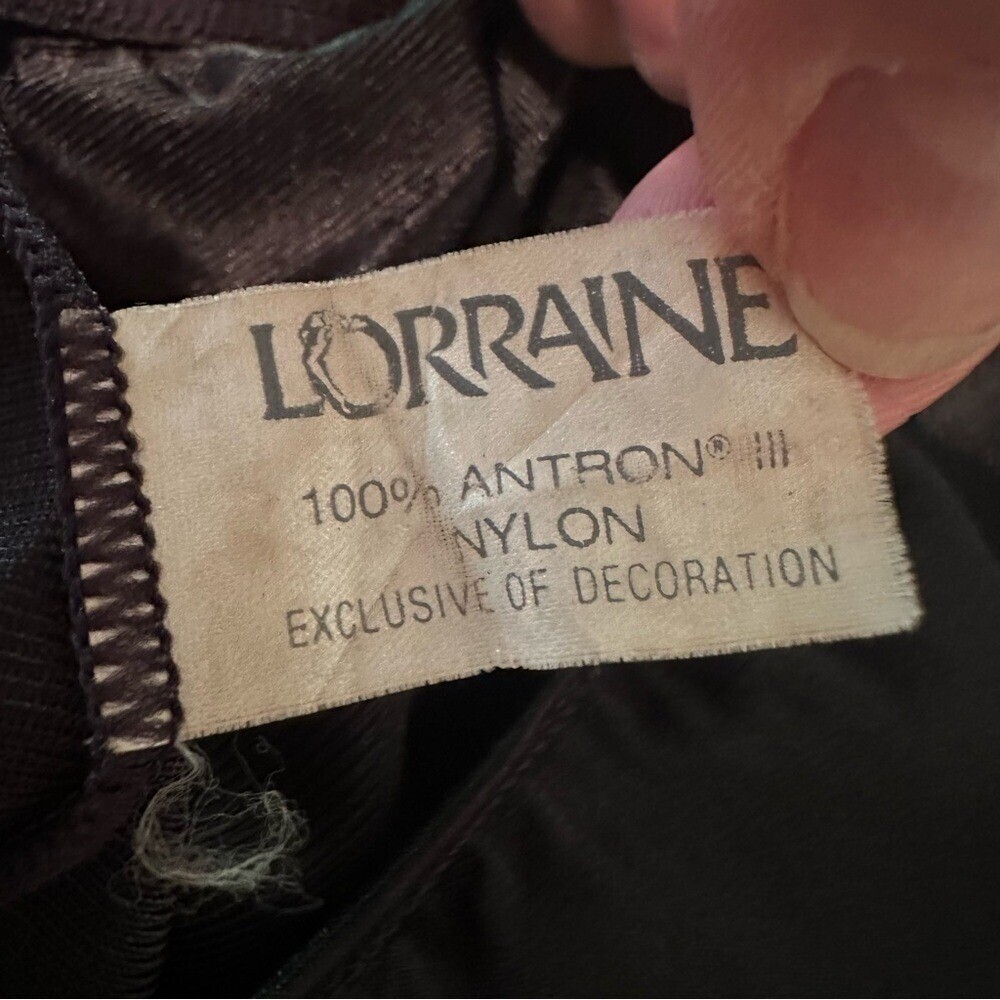 LORRAINE
100% ANTRON® III
NYLON
EXCLUSIVE OF DECORATION